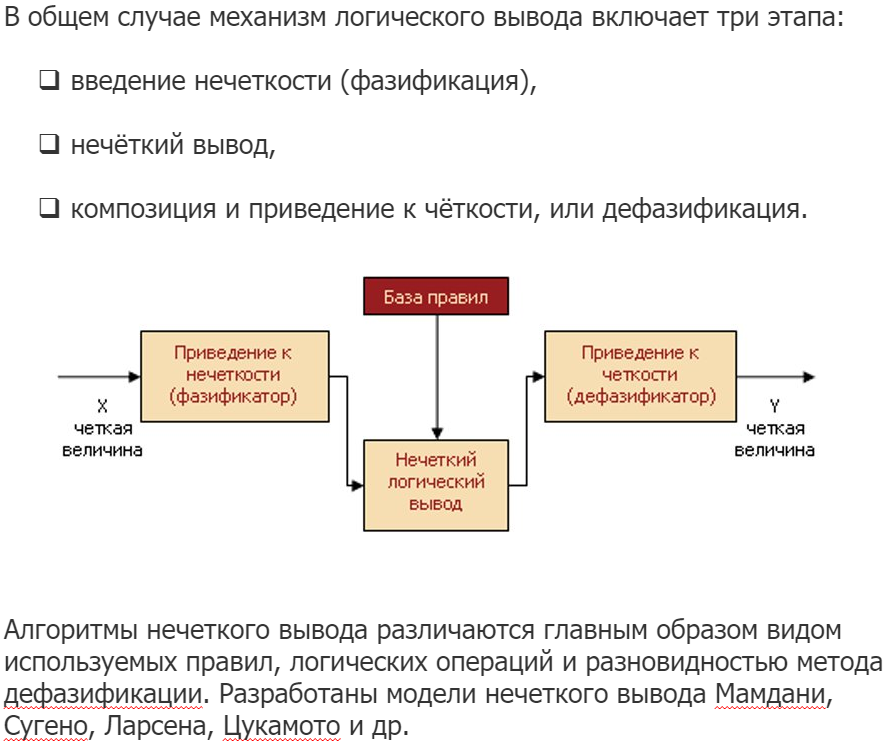 В общем случае механизм логического вывода включает три этапа:
введение нечеткости (фазификация),
нечёткий вывод,
композиция и приведение к чёткости, или дефазификация.
База правил
Приведение к
нечеткости
(фазификатор)
Приведение к
четкости
(дефазификатор)
X
четкая
величина
Y
четкая
величина
Нечеткий
логический
вывод
Алгоритмы нечеткого вывода различаются главным образом видом
используемых правил, логических операций и разновидностью метода
дефазификации. Разработаны модели нечеткого вывода Мамдани,
Сугено, Ларсена, Цукамото и др.